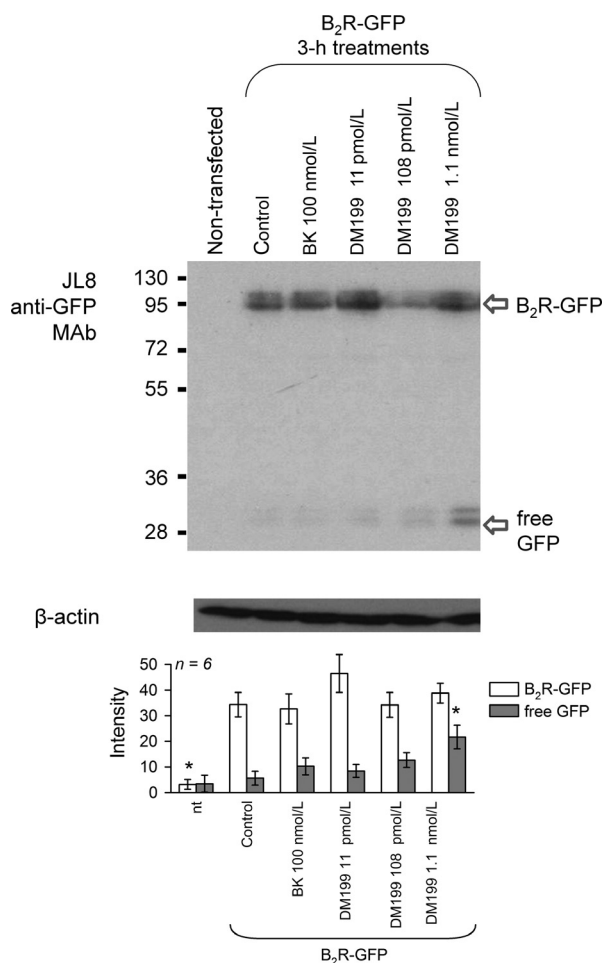 B₂R-GFP
3-h treatments
Non-transfected
Control
BK 100 nmol/L
DM199 11 pmol/L
DM199 108 pmol/L
DM199 1.1 nmol/L
JL8
anti-GFP
MAb
130
95
72
55
36
28
B₂R-GFP
free
GFP
β-actin
Intensity
50
40
30
20
10
0
n = 6
*
*
B₂R-GFP
free GFP
nt
Control
BK 100 nmol/L
DM199 11 pmol/L
DM199 108 pmol/L
DM199 1.1 nmol/L
B₂R-GFP